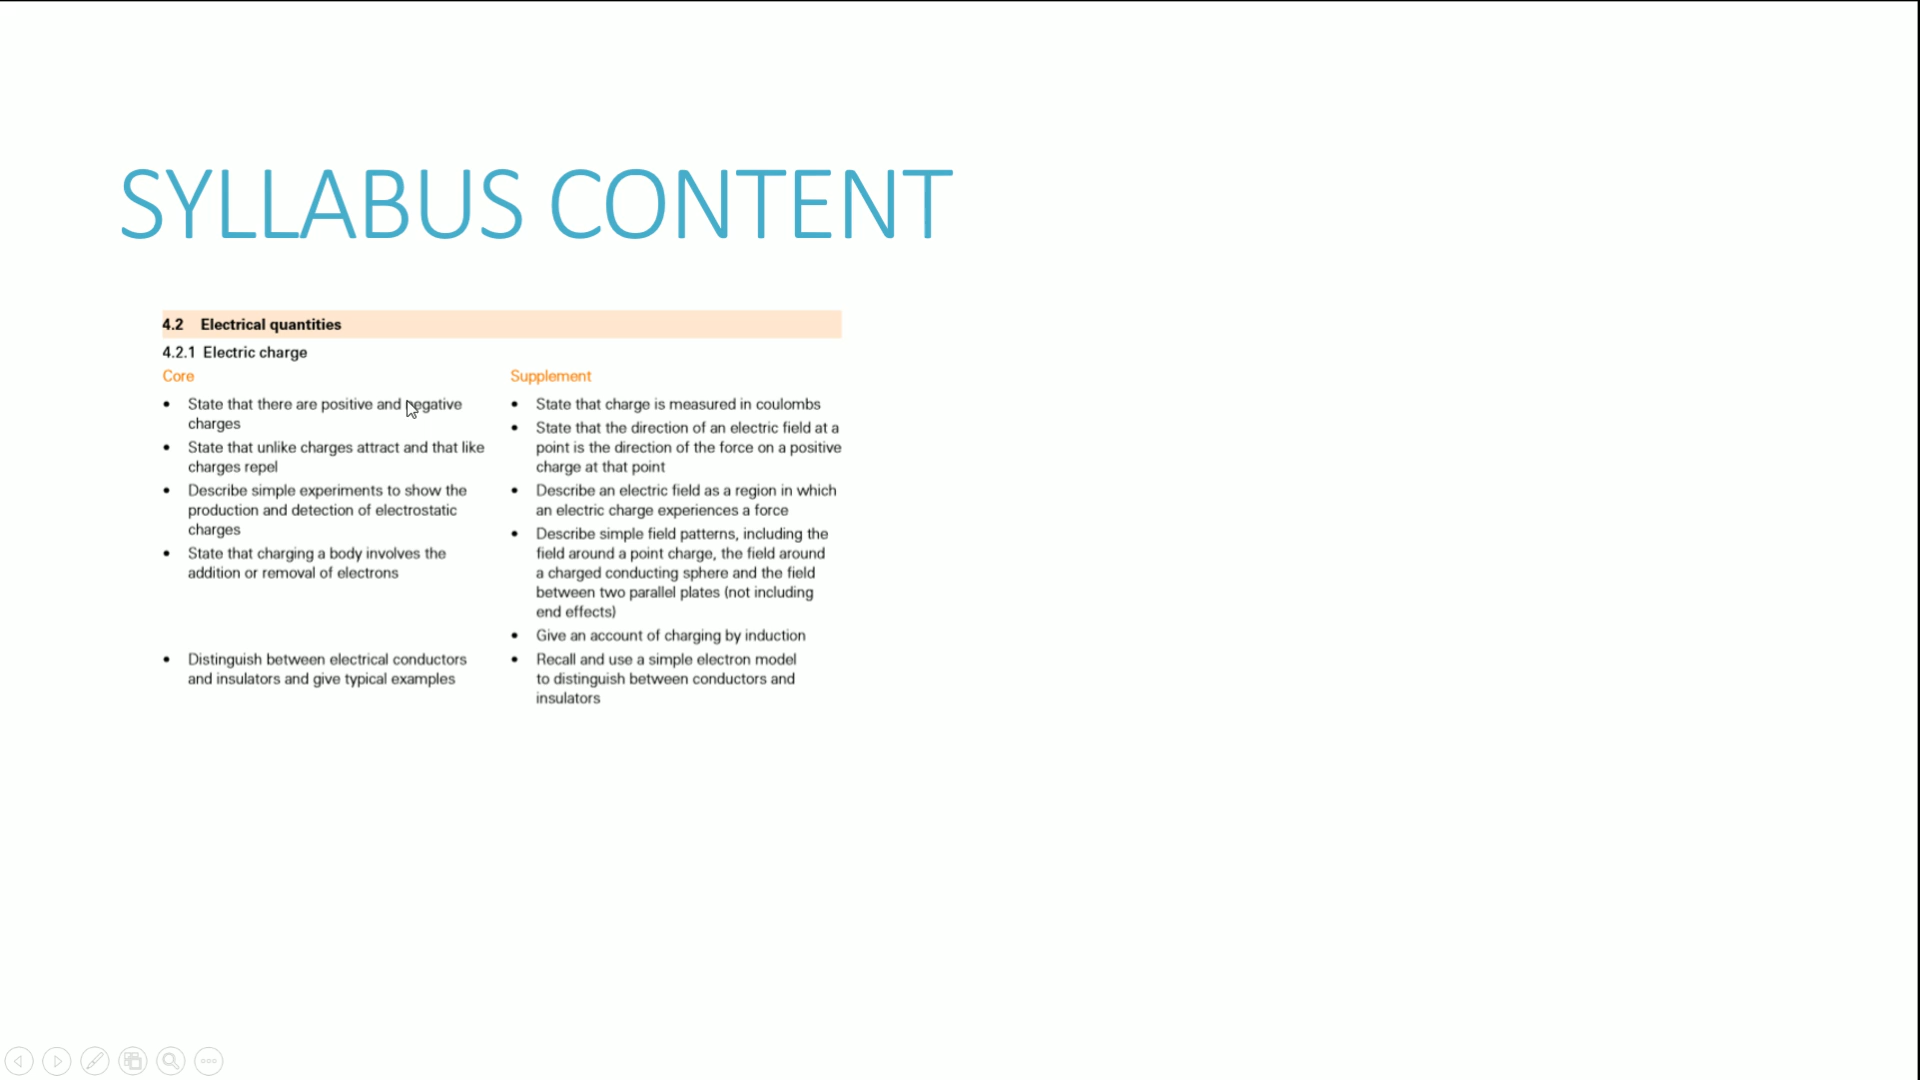 SYLLABUS CONTENT
4.2 Electrical quantities
4.2.1 Electric charge
Core
• State that there are positive and negative
charges
• State that unlike charges attract and that like
charges repel
• Describe simple experiments to show the
production and detection of electrostatic
charges
• State that charging a body involves the
addition or removal of electrons
• Distinguish between electrical conductors
and insulators and give typical examples
Supplement
• State that charge is measured in coulombs
• State that the direction of an electric field at a
point is the direction of the force on a positive
charge at that point
• Describe an electric field as a region in which
an electric charge experiences a force
• Describe simple field patterns, including the
field around a point charge, the field around
a charged conducting sphere and the field
between two parallel plates (not including
end effects)
• Give an account of charging by induction
• Recall and use a simple electron model
to distinguish between conductors and
insulators